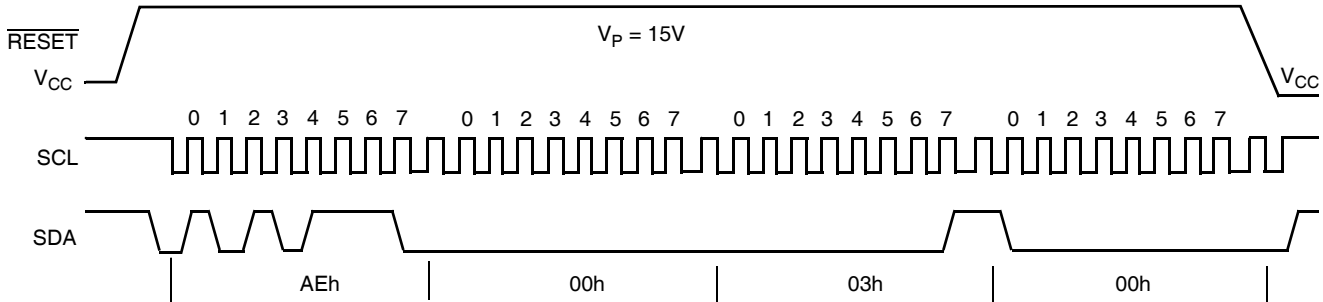 RESET
V_P = 15V
V_CC
V_CC
0 1 2 3 4 5 6 7 0 1 2 3 4 5 6 7 0 1 2 3 4 5 6 7 0 1 2 3 4 5 6 7
SCL
SDA
AEh 00h 03h 00h